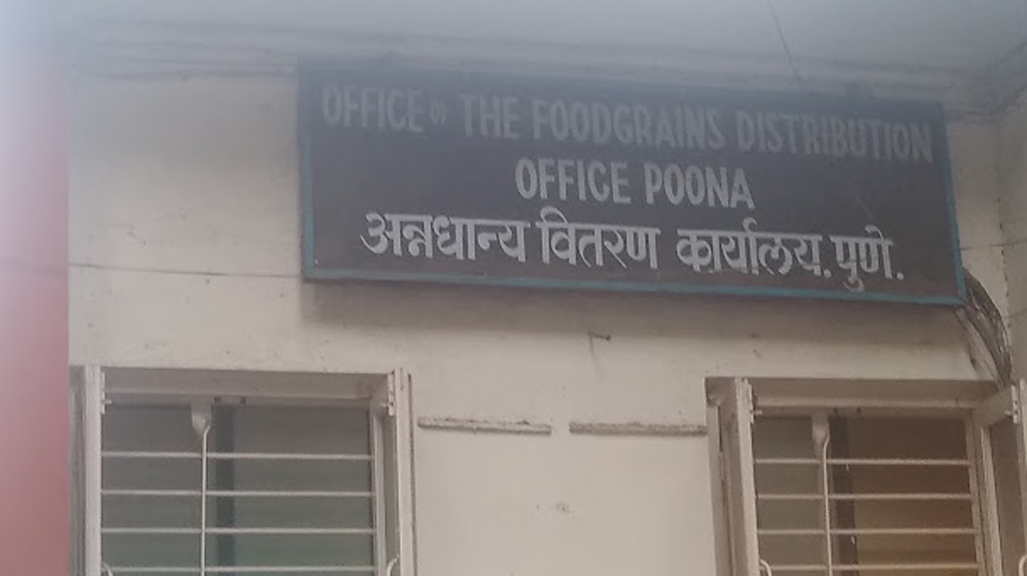 OFFICE OF THE FOODGRAINS DISTRIBUTION
OFFICE POONA
अन्नधान्य वितरण कार्यालय, पुणे.